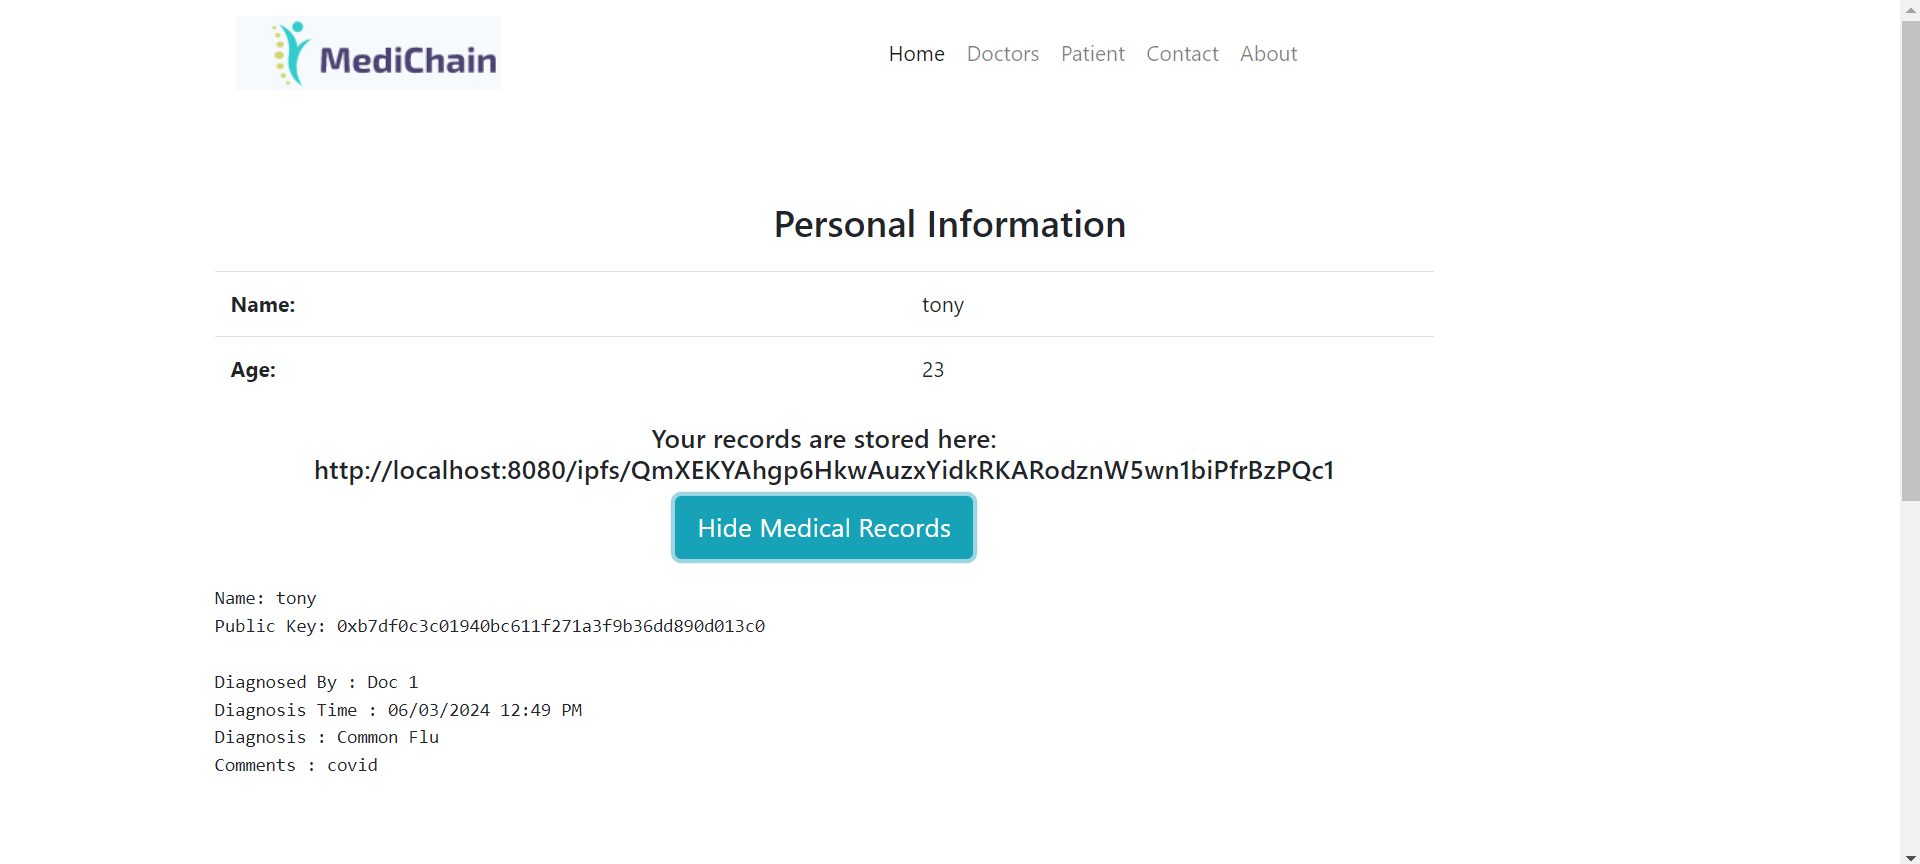 MediChain
Home Doctors Patient Contact About
Personal Information
Name: tony
Age: 23
Your records are stored here:
http://localhost:8080/ipfs/QmXEKYAhgp6HkwAuzxYidkRKARodznW5wn1biPfrBzPQc1
Hide Medical Records
Name: tony
Public Key: 0xb7df0c3c01940bc611f271a3f9b36dd890d013c0
Diagnosed By : Doc 1
Diagnosis Time : 06/03/2024 12:49 PM
Diagnosis : Common Flu
Comments : covid